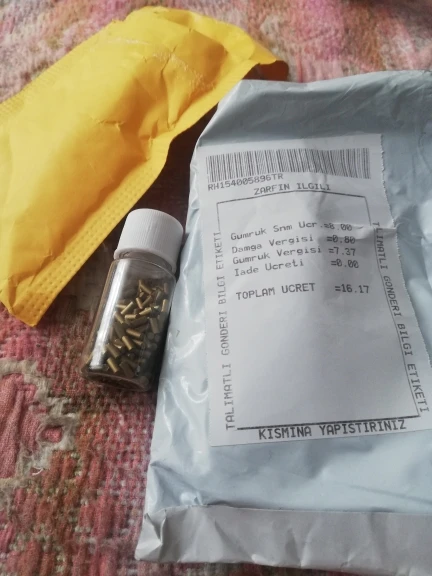 RH154005896TR
ZARFIN ILGILI
Gumruk Snm Ucr.=8.00
Damga Vergisi =0.80
Gumruk Vergisi =7.37
Iade Ucreti =0.00
TOPLAM UCRET =16.17
TALIMATLI GONDERI BILGI ETIKETI
TALIMATLI GONDERI BILGI ETIKETI
KISMINA YAPISTIRINIZ